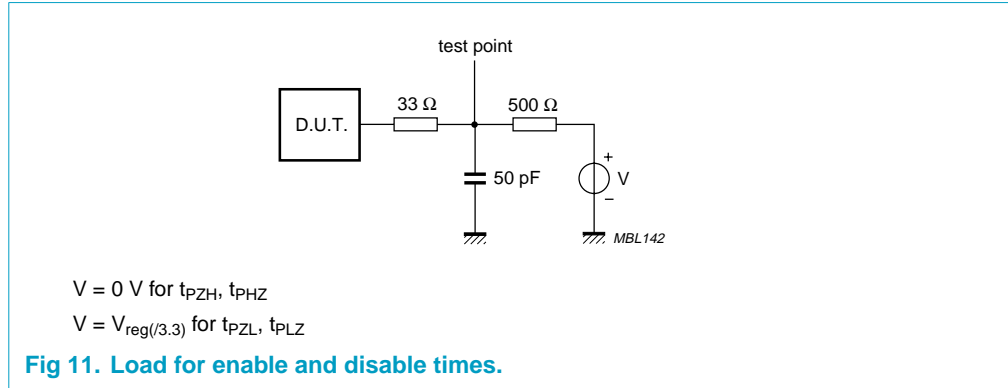 test point
33 Ω
500 Ω
D.U.T.
50 pF
+
V
–
MBL142
V = 0 V for tPZH, tPHZ
V = Vreg(/3.3) for tPZL, tPLZ
Fig 11. Load for enable and disable times.